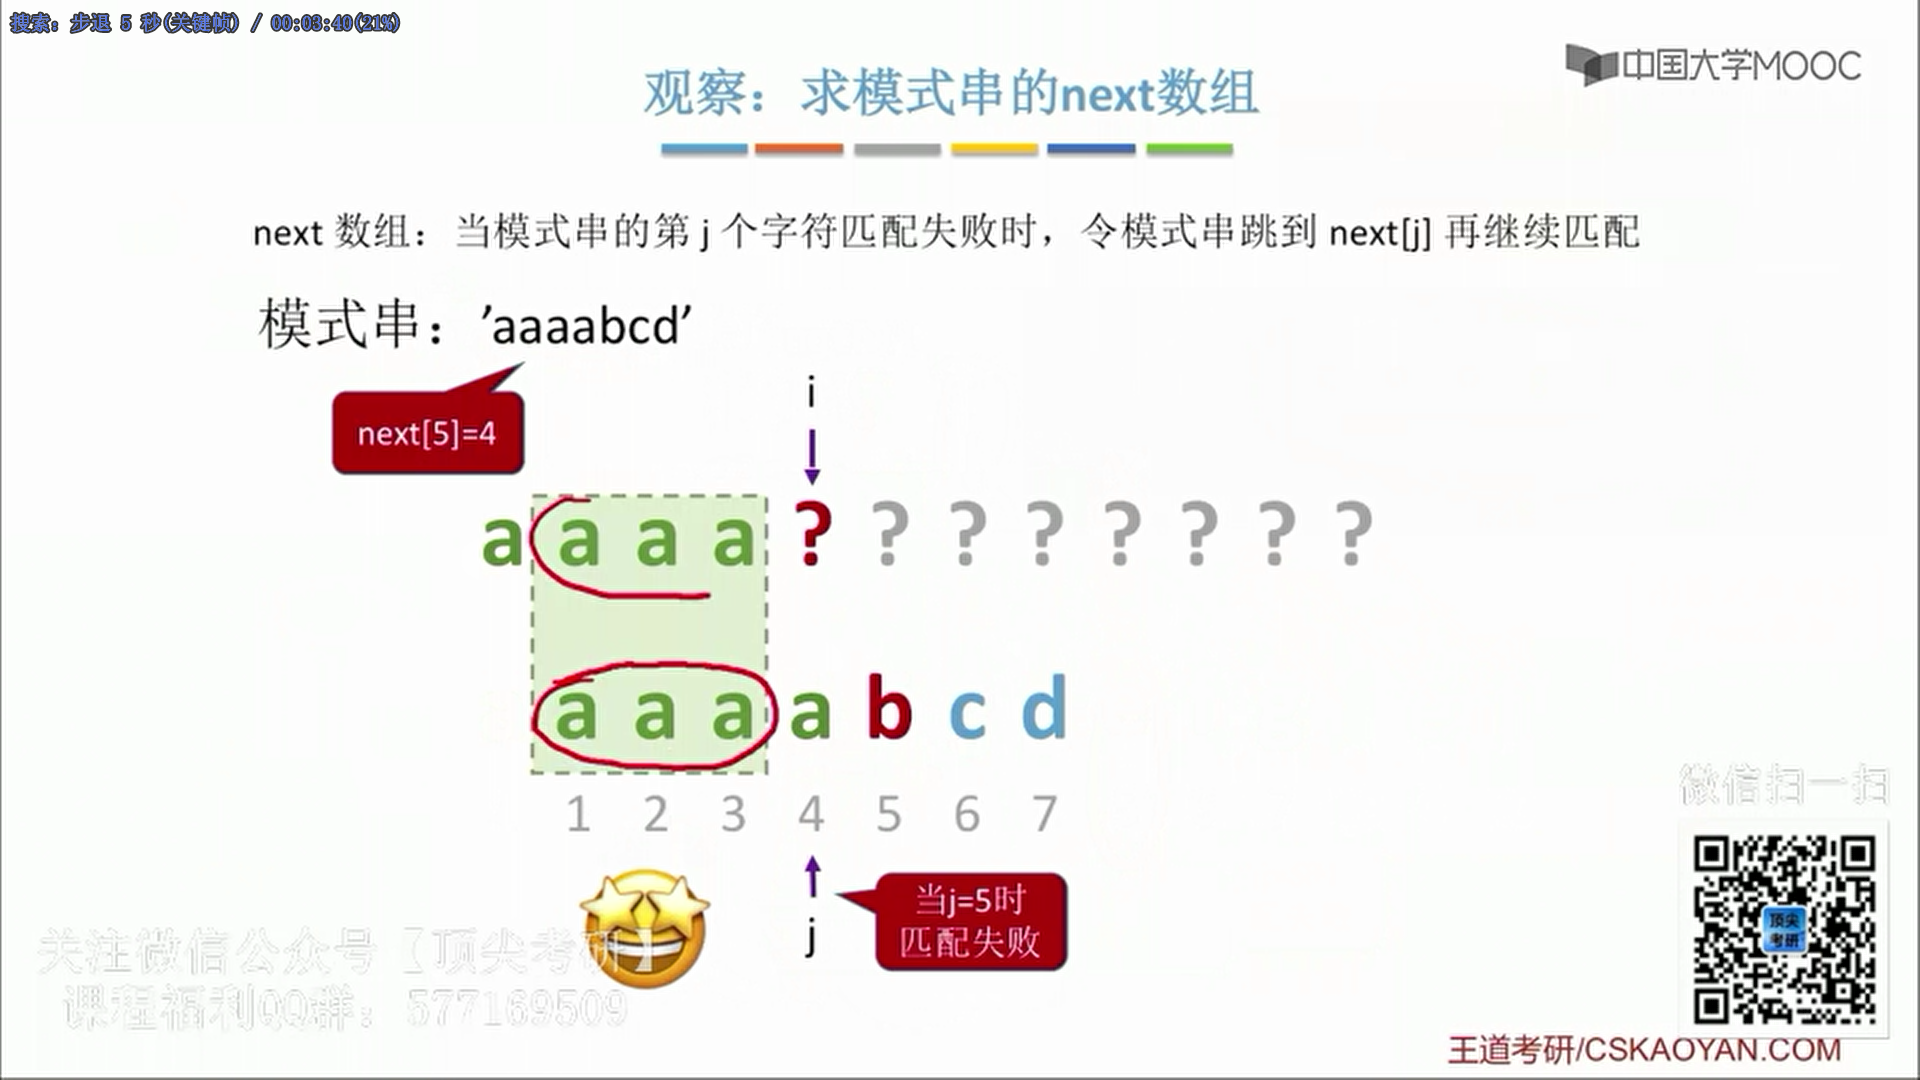 搜索: 步退 5 秒(关键帧) / 00:03:40(21%)
中国大学MOOC
观察：求模式串的next数组
next 数组：当模式串的第 j 个字符匹配失败时，令模式串跳到 next[j] 再继续匹配
模式串：’aaaabcd’
i
next[5]=4
a a a a ? ? ? ? ? ? ? ?
a a a a b c d
1 2 3 4 5 6 7
j
当j=5时
匹配失败
微信扫一扫
顶尖
考研
关注微信公众号【顶尖考研】
课程福利QQ群：577169509
王道考研/CSKAOYAN.COM